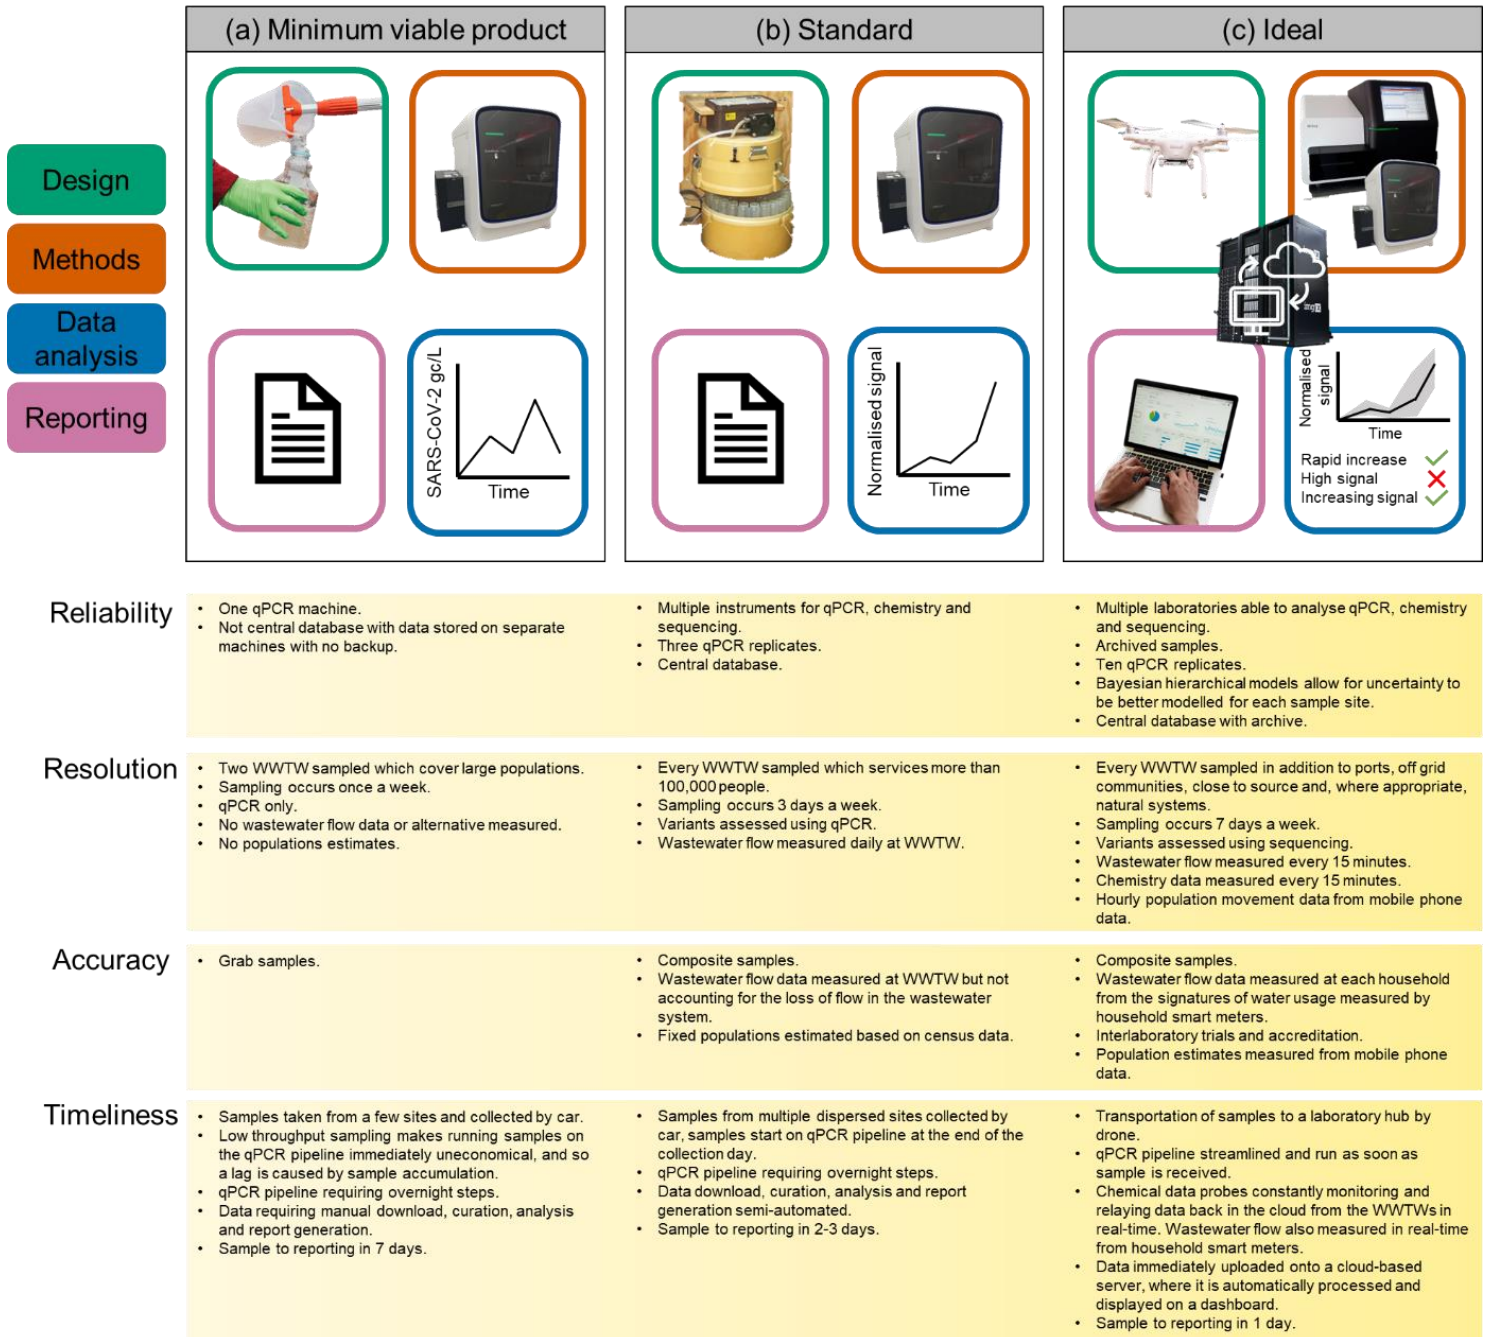 (a) Minimum viable product
(b) Standard
(c) Ideal
Design
Methods
Data
analysis
Reporting
SARS-CoV-2 gc/L
Time
Normalised signal
Time
Normalised
signal
Time
Rapid increase
High signal
Increasing signal
Reliability
• One qPCR machine.
• Not central database with data stored on separate
machines with no backup.
• Multiple instruments for qPCR, chemistry and
sequencing.
• Three qPCR replicates.
• Central database.
• Multiple laboratories able to analyse qPCR, chemistry
and sequencing.
• Archived samples.
• Ten qPCR replicates.
• Bayesian hierarchical models allow for uncertainty to
be better modelled for each sample site.
• Central database with archive.
Resolution
• Two WWTW sampled which cover large populations.
• Sampling occurs once a week.
• qPCR only.
• No wastewater flow data or alternative measured.
• No populations estimates.
• Every WWTW sampled which services more than
100,000 people.
• Sampling occurs 3 days a week.
• Variants assessed using qPCR.
• Wastewater flow measured daily at WWTW.
• Every WWTW sampled in addition to ports, off grid
communities, close to source and, where appropriate,
natural systems.
• Sampling occurs 7 days a week.
• Variants assessed using sequencing.
• Wastewater flow measured every 15 minutes.
• Chemistry data measured every 15 minutes.
• Hourly population movement data from mobile phone
data.
Accuracy
• Grab samples.
• Composite samples.
• Wastewater flow data measured at WWTW but not
accounting for the loss of flow in the wastewater
system.
• Fixed populations estimated based on census data.
• Composite samples.
• Wastewater flow data measured at each household
from the signatures of water usage measured by
household smart meters.
• Interlaboratory trials and accreditation.
• Population estimates measured from mobile phone
data.
Timeliness
• Samples taken from a few sites and collected by car.
• Low throughput sampling makes running samples on
the qPCR pipeline immediately uneconomical, and so
a lag is caused by sample accumulation.
• qPCR pipeline requiring overnight steps.
• Data requiring manual download, curation, analysis
and report generation.
• Sample to reporting in 7 days.
• Samples from multiple dispersed sites collected by
car, samples start on qPCR pipeline at the end of the
collection day.
• qPCR pipeline requiring overnight steps.
• Data download, curation, analysis and report
generation semi-automated.
• Sample to reporting in 2-3 days.
• Transportation of samples to a laboratory hub by
drone.
• qPCR pipeline streamlined and run as soon as
sample is received.
• Chemical data probes constantly monitoring and
relaying data back in the cloud from the WWTWs in
real-time. Wastewater flow also measured in real-time
from household smart meters.
• Data immediately uploaded onto a cloud-based
server, where it is automatically processed and
displayed on a dashboard.
• Sample to reporting in 1 day.